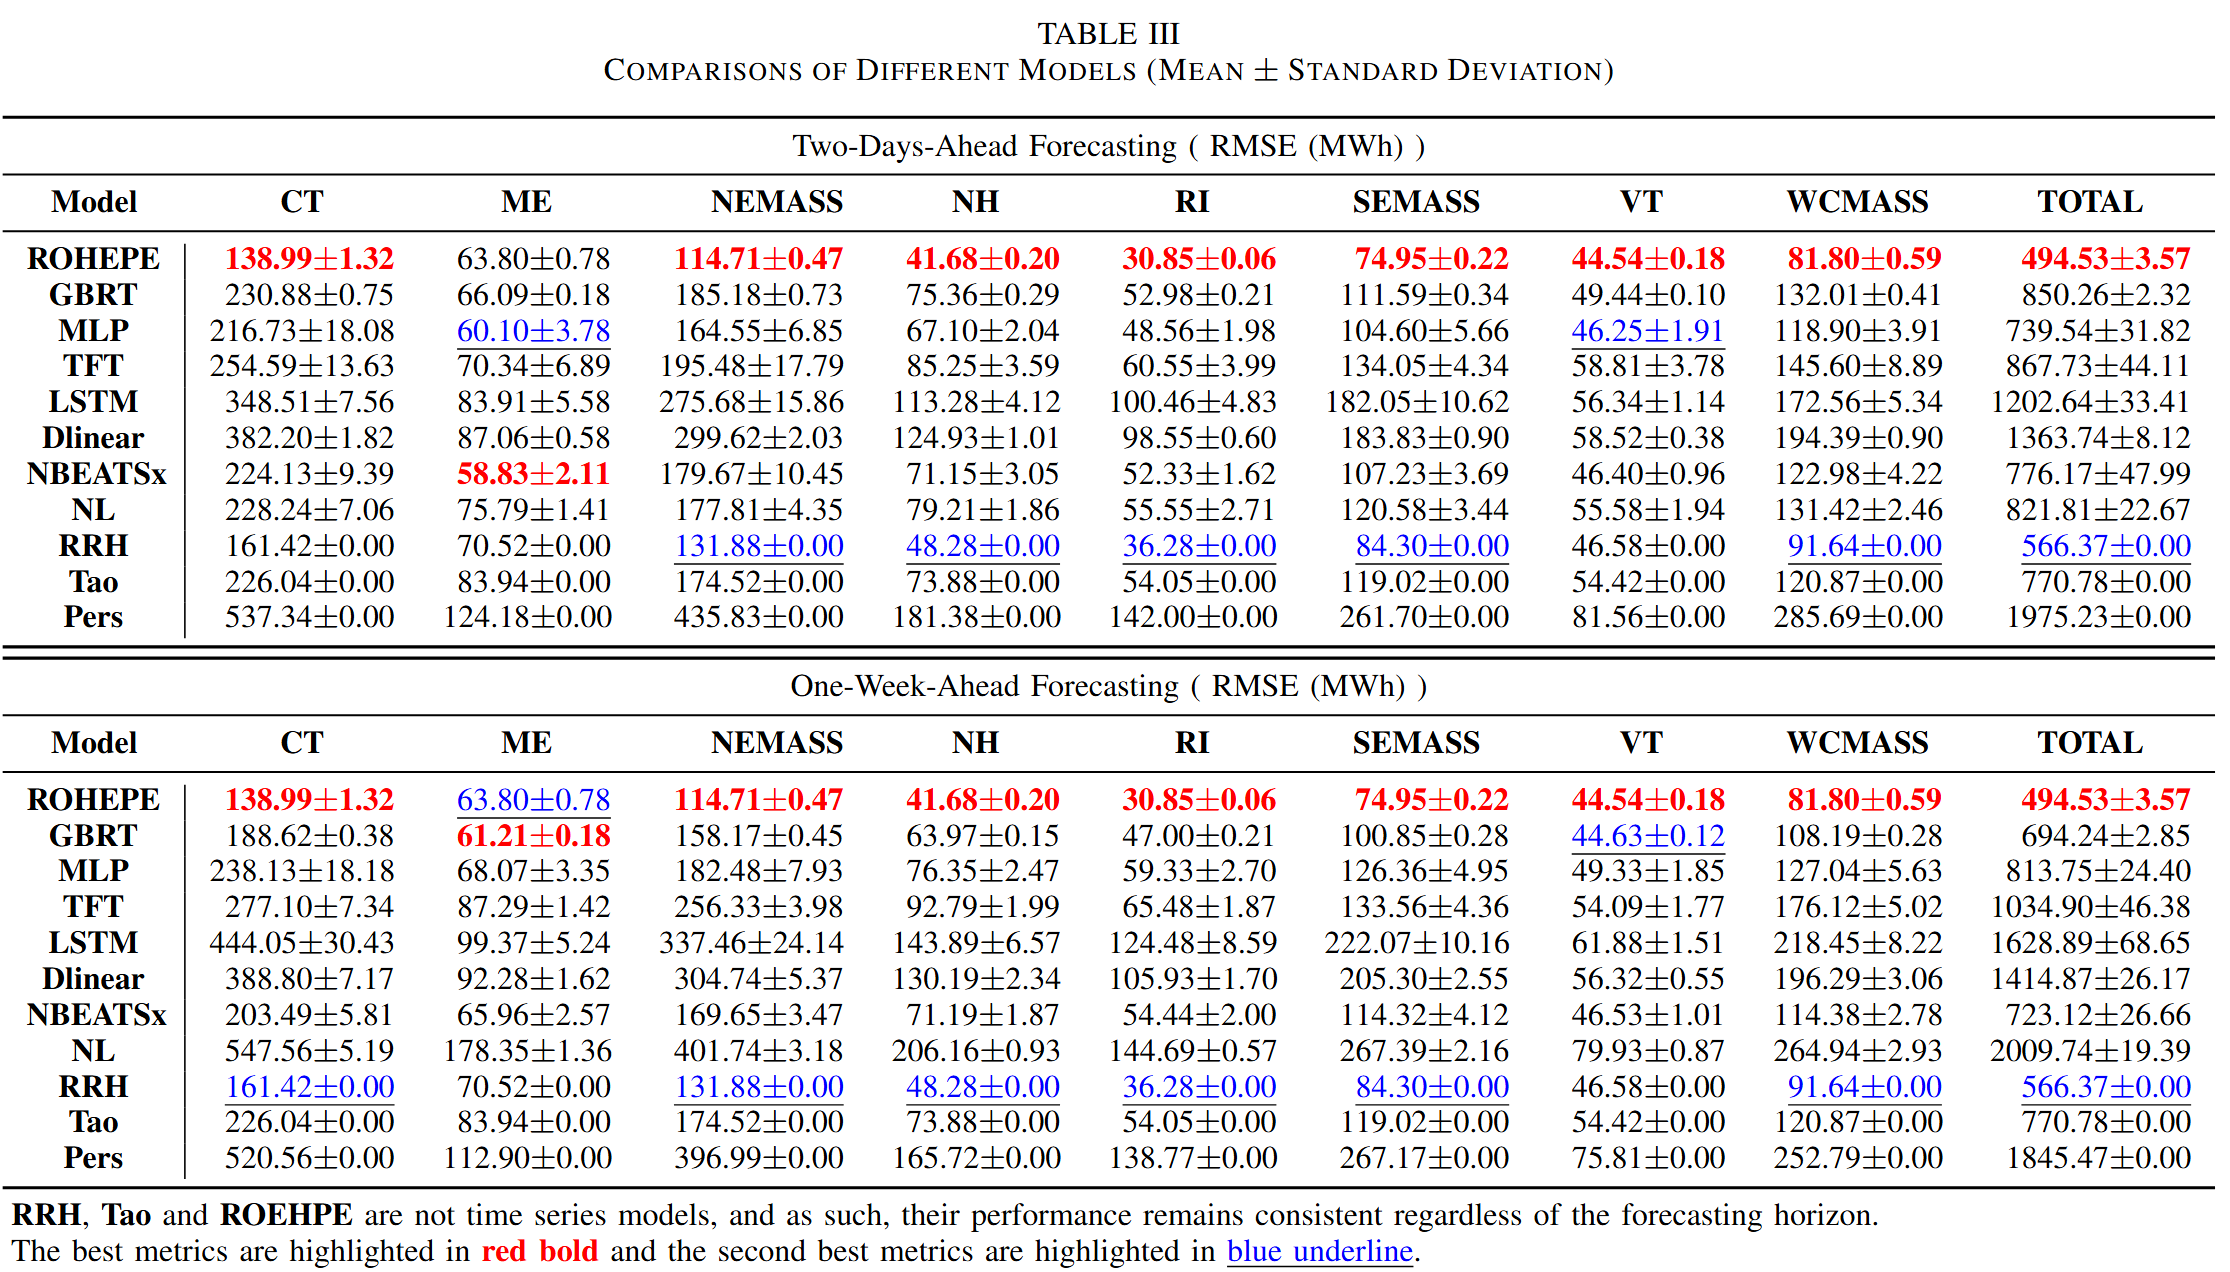 TABLE III
COMPARISONS OF DIFFERENT MODELS (MEAN ± STANDARD DEVIATION)
Two-Days-Ahead Forecasting ( RMSE (MWh) )
Model CT ME NEMASS NH RI SEMASS VT WCMASS TOTAL
ROHEPE 138.99±1.32 63.80±0.78 114.71±0.47 41.68±0.20 30.85±0.06 74.95±0.22 44.54±0.18 81.80±0.59 494.53±3.57
GBRT 230.88±0.75 66.09±0.18 185.18±0.73 75.36±0.29 52.98±0.21 111.59±0.34 49.44±0.10 132.01±0.41 850.26±2.32
MLP 216.73±18.08 60.10±3.78 164.55±6.85 67.10±2.04 48.56±1.98 104.60±5.66 46.25±1.91 118.90±3.91 739.54±31.82
TFT 254.59±13.63 70.34±6.89 195.48±17.79 85.25±3.59 60.55±3.99 134.05±4.34 58.81±3.78 145.60±8.89 867.73±44.11
LSTM 348.51±7.56 83.91±5.58 275.68±15.86 113.28±4.12 100.46±4.83 182.05±10.62 56.34±1.14 172.56±5.34 1202.64±33.41
Dlinear 382.20±1.82 87.06±0.58 299.62±2.03 124.93±1.01 98.55±0.60 183.83±0.90 58.52±0.38 194.39±0.90 1363.74±8.12
NBEATSx 224.13±9.39 58.83±2.11 179.67±10.45 71.15±3.05 52.33±1.62 107.23±3.69 46.40±0.96 122.98±4.22 776.17±47.99
NL 228.24±7.06 75.79±1.41 177.81±4.35 79.21±1.86 55.55±2.71 120.58±3.44 55.58±1.94 131.42±2.46 821.81±22.67
RRH 161.42±0.00 70.52±0.00 131.88±0.00 48.28±0.00 36.28±0.00 84.30±0.00 46.58±0.00 91.64±0.00 566.37±0.00
Tao 226.04±0.00 83.94±0.00 174.52±0.00 73.88±0.00 54.05±0.00 119.02±0.00 54.42±0.00 120.87±0.00 770.78±0.00
Pers 537.34±0.00 124.18±0.00 435.83±0.00 181.38±0.00 142.00±0.00 261.70±0.00 81.56±0.00 285.69±0.00 1975.23±0.00
One-Week-Ahead Forecasting ( RMSE (MWh) )
Model CT ME NEMASS NH RI SEMASS VT WCMASS TOTAL
ROHEPE 138.99±1.32 63.80±0.78 114.71±0.47 41.68±0.20 30.85±0.06 74.95±0.22 44.54±0.18 81.80±0.59 494.53±3.57
GBRT 188.62±0.38 61.21±0.18 158.17±0.45 63.97±0.15 47.00±0.21 100.85±0.28 44.63±0.12 108.19±0.28 694.24±2.85
MLP 238.13±18.18 68.07±3.35 182.48±7.93 76.35±2.47 59.33±2.70 126.36±4.95 49.33±1.85 127.04±5.63 813.75±24.40
TFT 277.10±7.34 87.29±1.42 256.33±3.98 92.79±1.99 65.48±1.87 133.56±4.36 54.09±1.77 176.12±5.02 1034.90±46.38
LSTM 444.05±30.43 99.37±5.24 337.46±24.14 143.89±6.57 124.48±8.59 222.07±10.16 61.88±1.51 218.45±8.22 1628.89±68.65
Dlinear 388.80±7.17 92.28±1.62 304.74±5.37 130.19±2.34 105.93±1.70 205.30±2.55 56.32±0.55 196.29±3.06 1414.87±26.17
NBEATSx 203.49±5.81 65.96±2.57 169.65±3.47 71.19±1.87 54.44±2.00 114.32±4.12 46.53±1.01 114.38±2.78 723.12±26.66
NL 547.56±5.19 178.35±1.36 401.74±3.18 206.16±0.93 144.69±0.57 267.39±2.16 79.93±0.87 264.94±2.93 2009.74±19.39
RRH 161.42±0.00 70.52±0.00 131.88±0.00 48.28±0.00 36.28±0.00 84.30±0.00 46.58±0.00 91.64±0.00 566.37±0.00
Tao 226.04±0.00 83.94±0.00 174.52±0.00 73.88±0.00 54.05±0.00 119.02±0.00 54.42±0.00 120.87±0.00 770.78±0.00
Pers 520.56±0.00 112.90±0.00 396.99±0.00 165.72±0.00 138.77±0.00 267.17±0.00 75.81±0.00 252.79±0.00 1845.47±0.00
RRH, Tao and ROEHPE are not time series models, and as such, their performance remains consistent regardless of the forecasting horizon.
The best metrics are highlighted in red bold and the second best metrics are highlighted in blue underline.